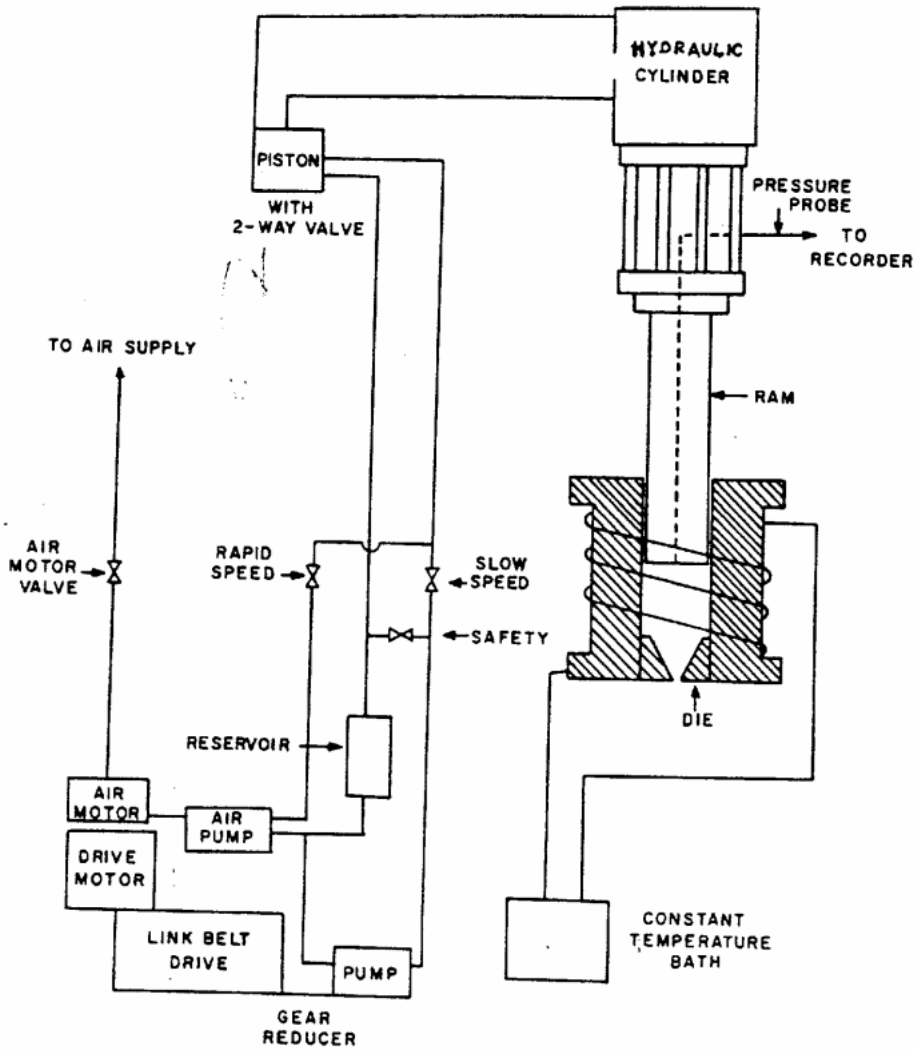 HYDRAULIC
CYLINDER
PISTON
WITH
2-WAY VALVE
PRESSURE
PROBE
TO
RECORDER
TO AIR SUPPLY
RAM
AIR
MOTOR
VALVE
RAPID
SPEED
SLOW
SPEED
SAFETY
DIE
RESERVOIR
AIR
MOTOR
AIR
PUMP
DRIVE
MOTOR
LINK BELT
DRIVE
PUMP
GEAR
REDUCER
CONSTANT
TEMPERATURE
BATH